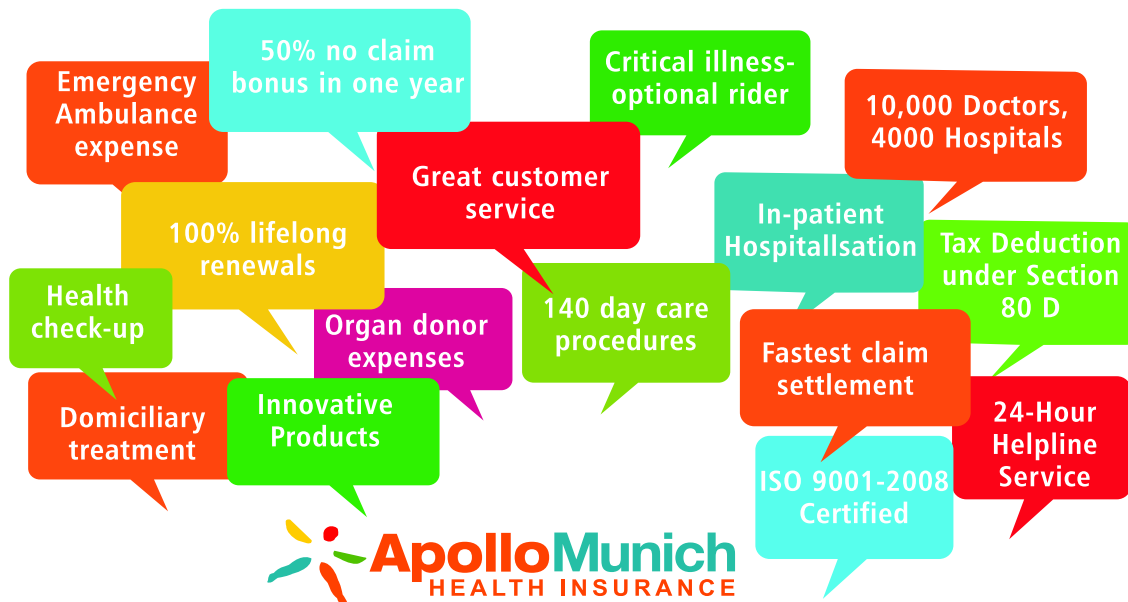 50% no claim
bonus in one year
Critical illness-
optional rider
Emergency
Ambulance
expense
10,000 Doctors,
4000 Hospitals
Great customer
service
100% lifelong
renewals
In-patient
Hospitallsation
Tax Deduction
under Section
80 D
Health
check-up
Organ donor
expenses
140 day care
procedures
Fastest claim
settlement
Domiciliary
treatment
Innovative
Products
24-Hour
Helpline
Service
ISO 9001-2008
Certified
ApolloMunich
HEALTH INSURANCE